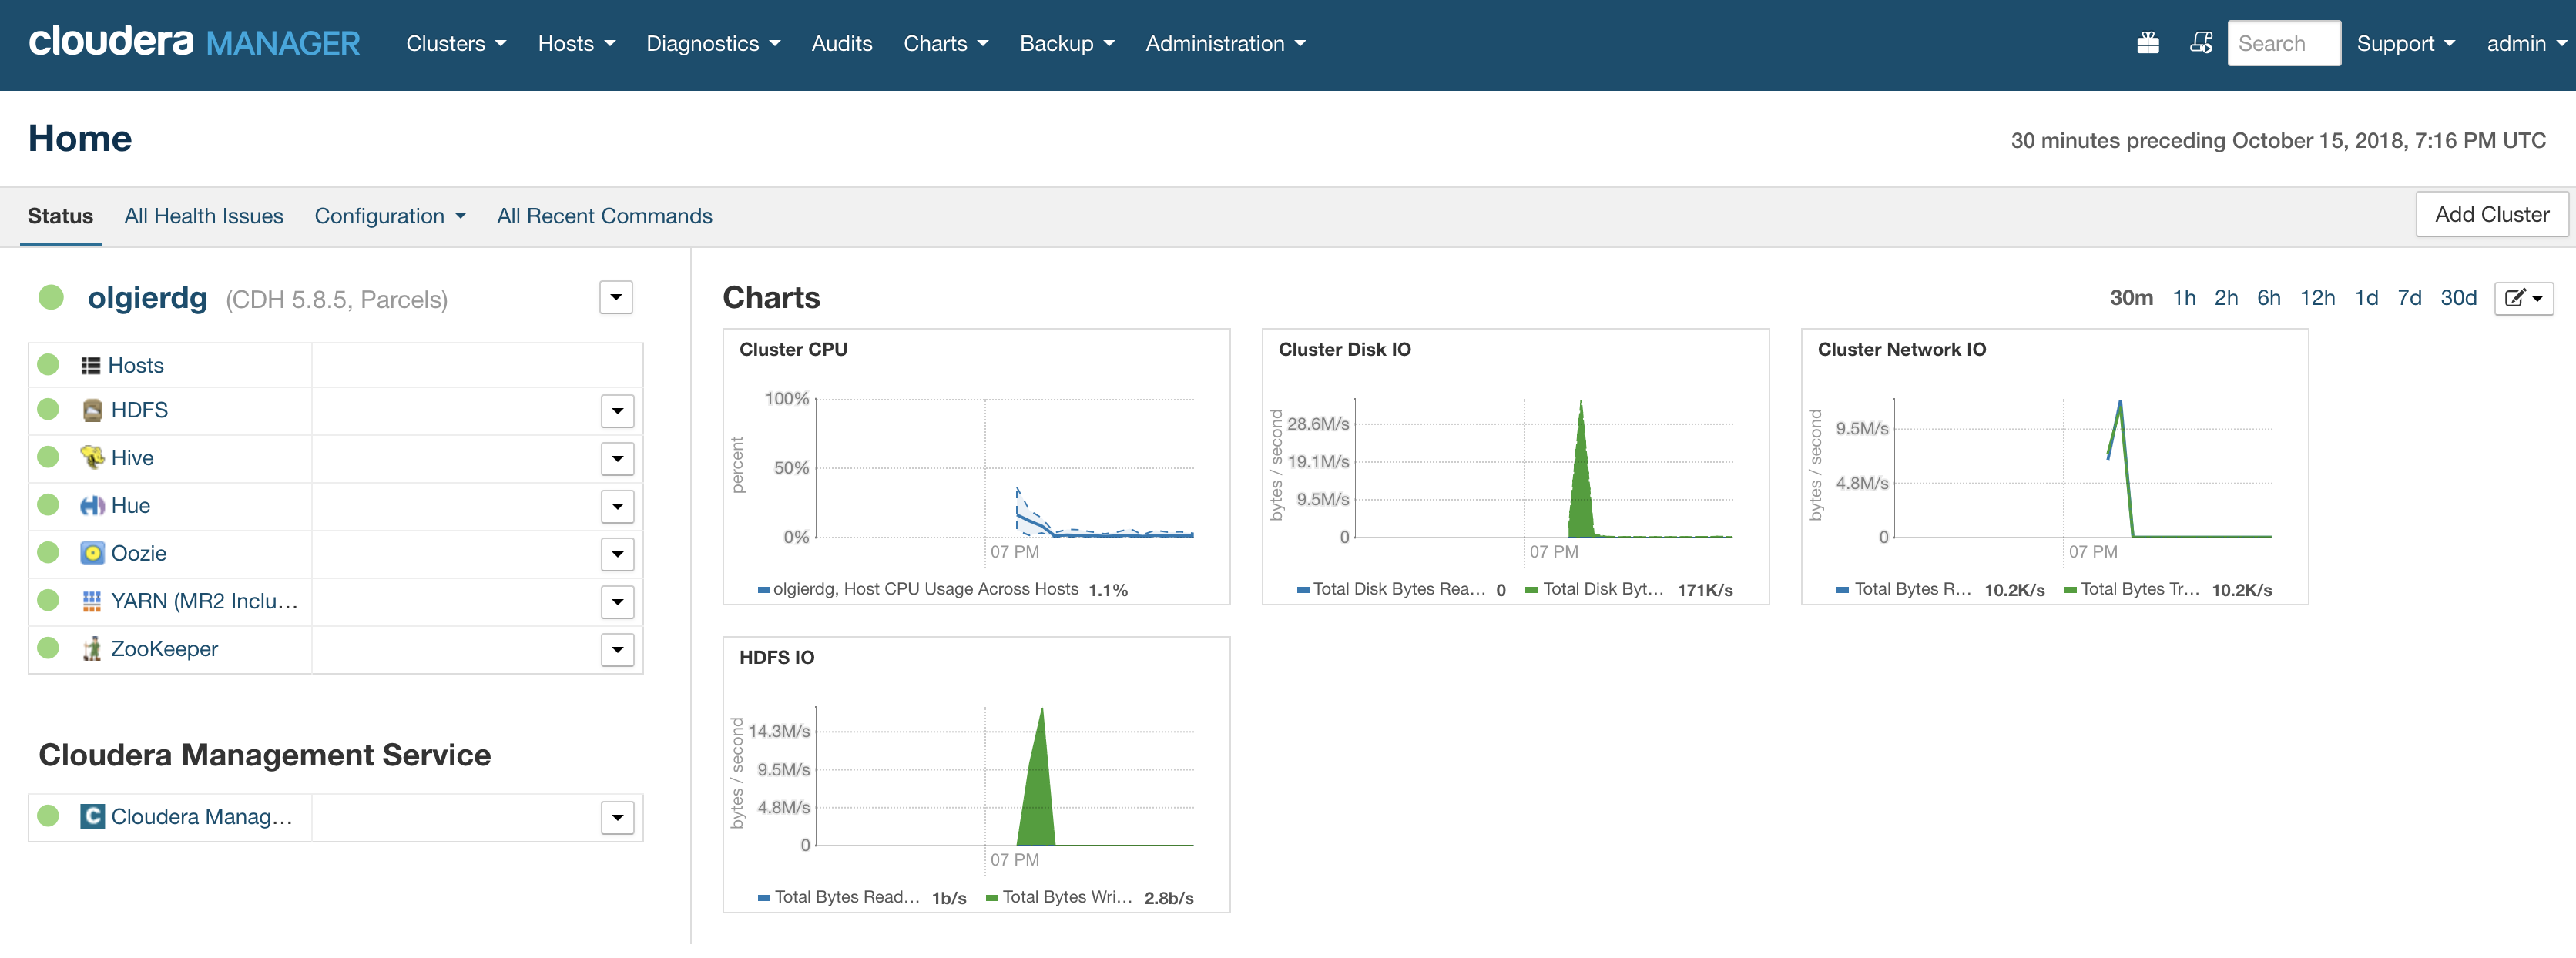 cloudera MANAGER Clusters Hosts Diagnostics Audits Charts Backup Administration Search Support admin
Home
30 minutes preceding October 15, 2018, 7:16 PM UTC
Status All Health Issues Configuration All Recent Commands Add Cluster
olgierdg (CDH 5.8.5, Parcels)
Hosts
HDFS
Hive
Hue
Oozie
YARN (MR2 Inclu...
ZooKeeper
Cloudera Management Service
C Cloudera Manag...
Charts
30m 1h 2h 6h 12h 1d 7d 30d
Cluster CPU
percent
100%
50%
0%
07 PM
olgierdg, Host CPU Usage Across Hosts 1.1%
Cluster Disk IO
bytes / second
28.6M/s
19.1M/s
9.5M/s
0
07 PM
Total Disk Bytes Rea... 0 Total Disk Byt... 171K/s
Cluster Network IO
bytes / second
9.5M/s
4.8M/s
0
07 PM
Total Bytes R... 10.2K/s Total Bytes Tr... 10.2K/s
HDFS IO
bytes / second
14.3M/s
9.5M/s
4.8M/s
0
07 PM
Total Bytes Read... 1b/s Total Bytes Wri... 2.8b/s